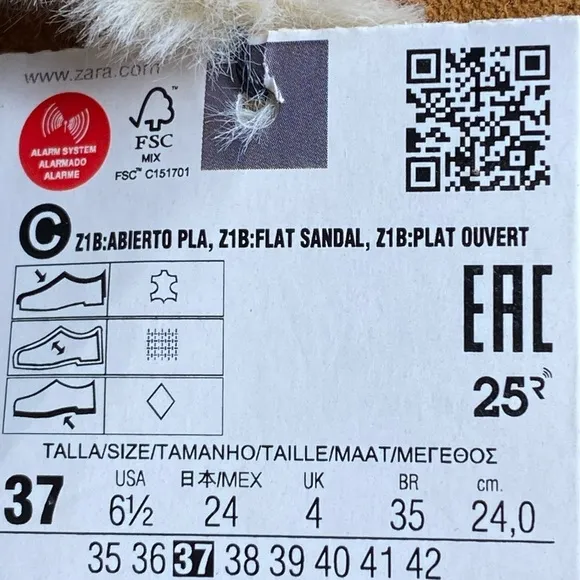 www.zara.com
ALARM SYSTEM
ALARMADO
ALARME
FSC
MIX
FSC™ C151701
C Z1B:ABIERTO PLA, Z1B:FLAT SANDAL, Z1B:PLAT OUVERT
EAC
25R
TALLA/SIZE/TAMANHO/TAILLE/MAAT/ΜΕΓΕΘΟΣ
37 USA 日本/MEX UK BR cm.
6½ 24 4 35 24,0
35 36 37 38 39 40 41 42